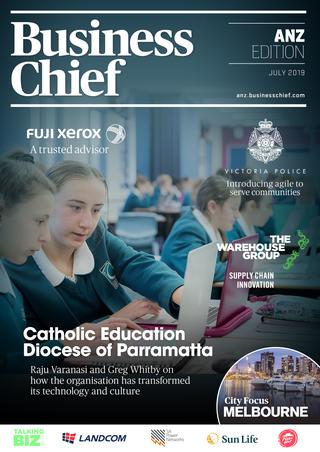 Business
Chief
ANZ
EDITION
JULY 2019
anz.businesschief.com
FUJI XEROX
A trusted advisor
VICTORIA POLICE
Introducing agile to
serve communities
THE
WAREHOUSE
GROUP
SUPPLY CHAIN
INNOVATION
Catholic Education
Diocese of Parramatta
Raju Varanasi and Greg Whitby on
how the organisation has transformed
its technology and culture
City Focus
MELBOURNE
TALKING
BIZ
LANDCOM
SA
Power
Networks
Sun Life